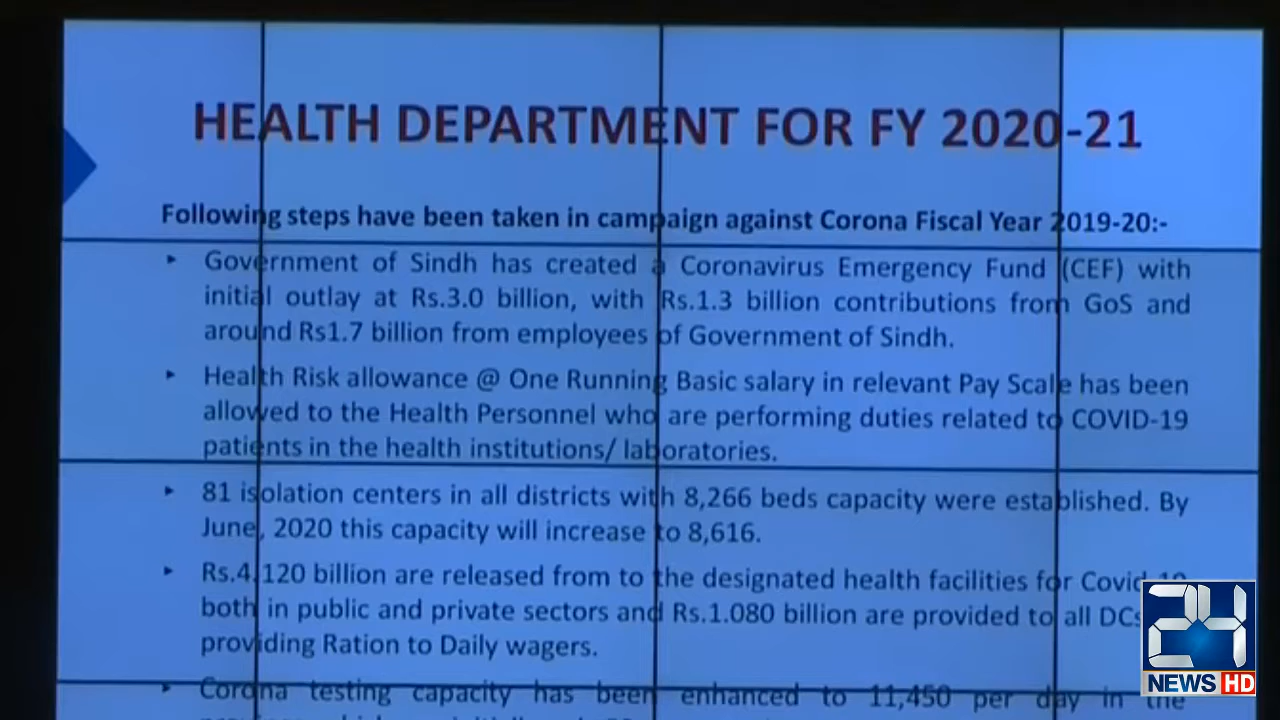 HEALTH DEPARTMENT FOR FY 2020-21
Following steps have been taken in campaign against Corona Fiscal Year 2019-20:-
‣ Government of Sindh has created a Coronavirus Emergency Fund (CEF) with
initial outlay at Rs.3.0 billion, with Rs.1.3 billion contributions from GoS and
around Rs1.7 billion from employees of Government of Sindh.
‣ Health Risk allowance @ One Running Basic salary in relevant Pay Scale has been
allowed to the Health Personnel who are performing duties related to COVID-19
patients in the health institutions/ laboratories.
‣ 81 isolation centers in all districts with 8,266 beds capacity were established. By
June, 2020 this capacity will increase to 8,616.
‣ Rs.4.120 billion are released from to the designated health facilities for Covid-19
both in public and private sectors and Rs.1.080 billion are provided to all DCs
providing Ration to Daily wagers.
‣ Corona testing capacity has been enhanced to 11,450 per day in the
24
NEWS HD